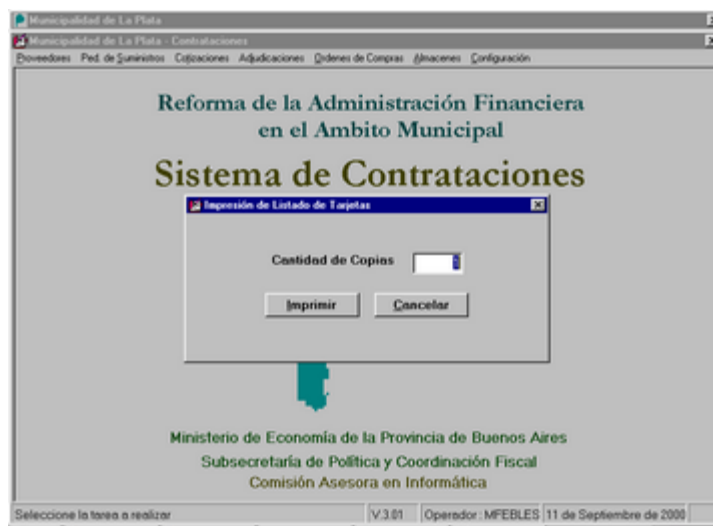 Municipalidad de La Plata
Municipalidad de La Plata - Contrataciones
Proveedores Ped. de Suministros Cotizaciones Adjudicaciones Ordenes de Compras Almacenes Configuración
Reforma de la Administración Financiera
en el Ambito Municipal
Sistema de Contrataciones
Impresión de Listado de Tarjetas
Cantidad de Copias
Imprimir Cancelar
Ministerio de Economía de la Provincia de Buenos Aires
Subsecretaría de Política y Coordinación Fiscal
Comisión Asesora en Informática
Seleccione la tarea a realizar V.3.01 Operador : MFEBLES 11 de Septiembre de 2000